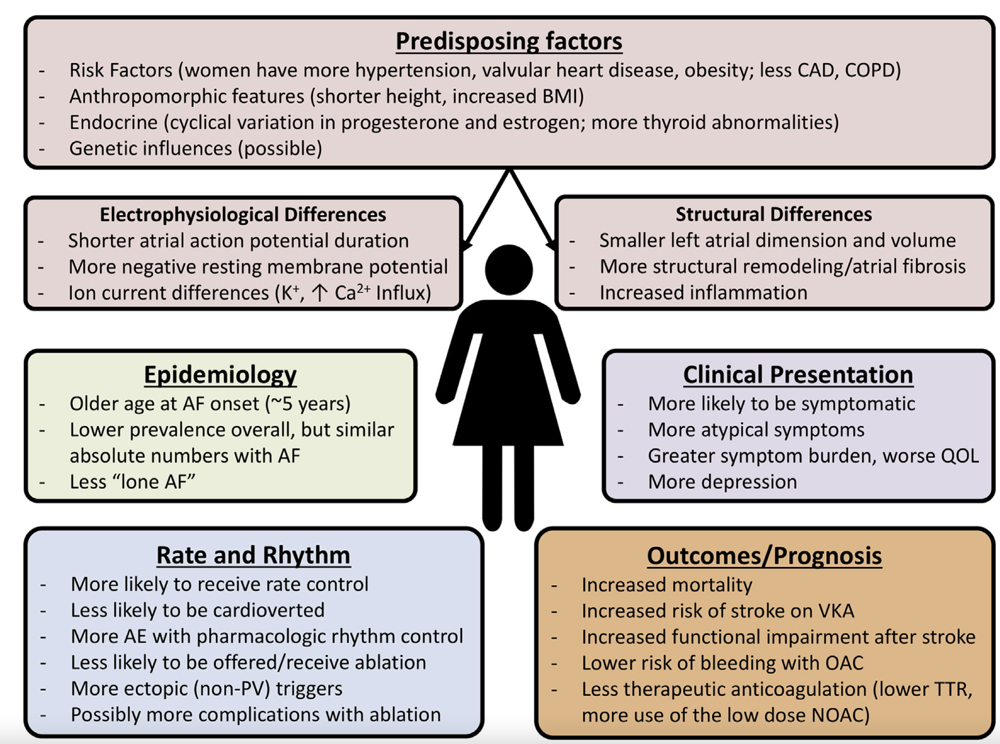 Predisposing factors
- Risk Factors (women have more hypertension, valvular heart disease, obesity; less CAD, COPD)
- Anthropomorphic features (shorter height, increased BMI)
- Endocrine (cyclical variation in progesterone and estrogen; more thyroid abnormalities)
- Genetic influences (possible)
Electrophysiological Differences
- Shorter atrial action potential duration
- More negative resting membrane potential
- Ion current differences (K⁺, ↑ Ca²⁺ Influx)
Structural Differences
- Smaller left atrial dimension and volume
- More structural remodeling/atrial fibrosis
- Increased inflammation
Epidemiology
- Older age at AF onset (~5 years)
- Lower prevalence overall, but similar
absolute numbers with AF
- Less “lone AF”
Clinical Presentation
- More likely to be symptomatic
- More atypical symptoms
- Greater symptom burden, worse QOL
- More depression
Rate and Rhythm
- More likely to receive rate control
- Less likely to be cardioverted
- More AE with pharmacologic rhythm control
- Less likely to be offered/receive ablation
- More ectopic (non-PV) triggers
- Possibly more complications with ablation
Outcomes/Prognosis
- Increased mortality
- Increased risk of stroke on VKA
- Increased functional impairment after stroke
- Lower risk of bleeding with OAC
- Less therapeutic anticoagulation (lower TTR,
more use of the low dose NOAC)